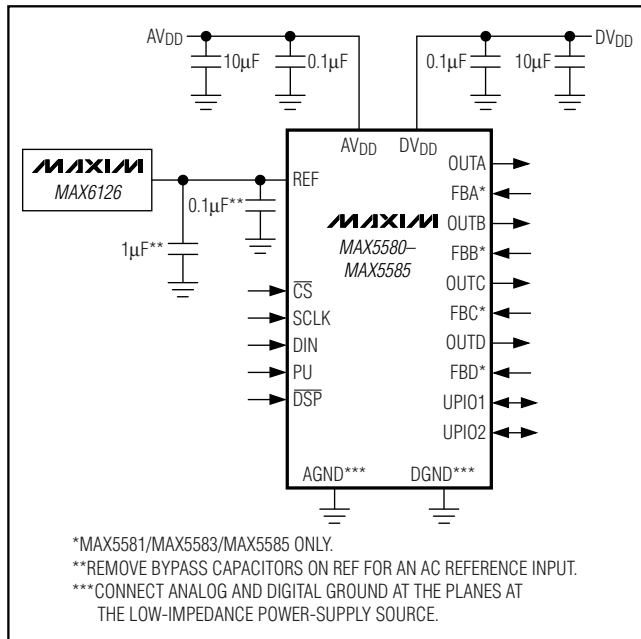 AVDD
DVDD
10µF
0.1µF
0.1µF
10µF
AVDD
DVDD
MAXIM
MAX6126
REF
0.1µF**
1µF**
MAXIM
MAX5580–
MAX5585
CS
SCLK
DIN
PU
DSP
OUTA
FBA*
OUTB
FBB*
OUTC
FBC*
OUTD
FBD*
UPIO1
UPIO2
AGND***
DGND***
*MAX5581/MAX5583/MAX5585 ONLY.
**REMOVE BYPASS CAPACITORS ON REF FOR AN AC REFERENCE INPUT.
***CONNECT ANALOG AND DIGITAL GROUND AT THE PLANES AT
THE LOW-IMPEDANCE POWER-SUPPLY SOURCE.